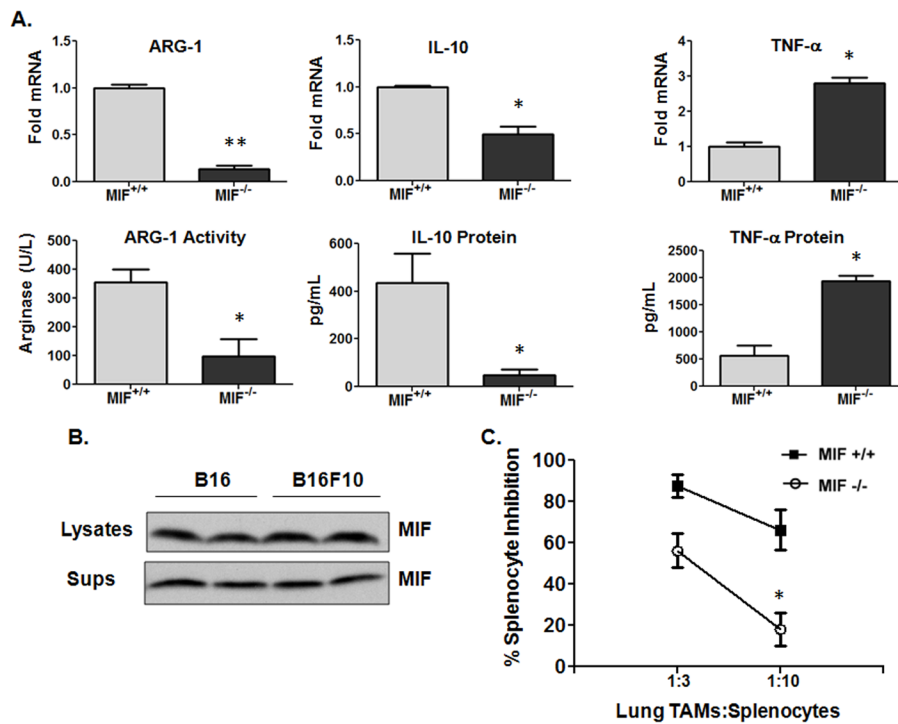 A.
ARG-1
Fold mRNA
1.5
1.0
0.5
0.0
**
MIF+/+
MIF-/-
IL-10
Fold mRNA
1.5
1.0
0.5
0.0
*
MIF+/+
MIF-/-
TNF-α
Fold mRNA
4
3
2
1
0
*
MIF+/+
MIF-/-
ARG-1 Activity
Arginase (U/L)
500
400
300
200
100
0
*
MIF+/+
MIF-/-
IL-10 Protein
pg/mL
600
400
200
0
*
MIF+/+
MIF-/-
TNF-α Protein
pg/mL
2500
2000
1500
1000
500
0
*
MIF+/+
MIF-/-
B.
B16 B16F10
Lysates MIF
Sups MIF
C.
MIF +/+
MIF -/-
% Splenocyte Inhibition
100
80
60
40
20
0
*
1:3 1:10
Lung TAMs:Splenocytes